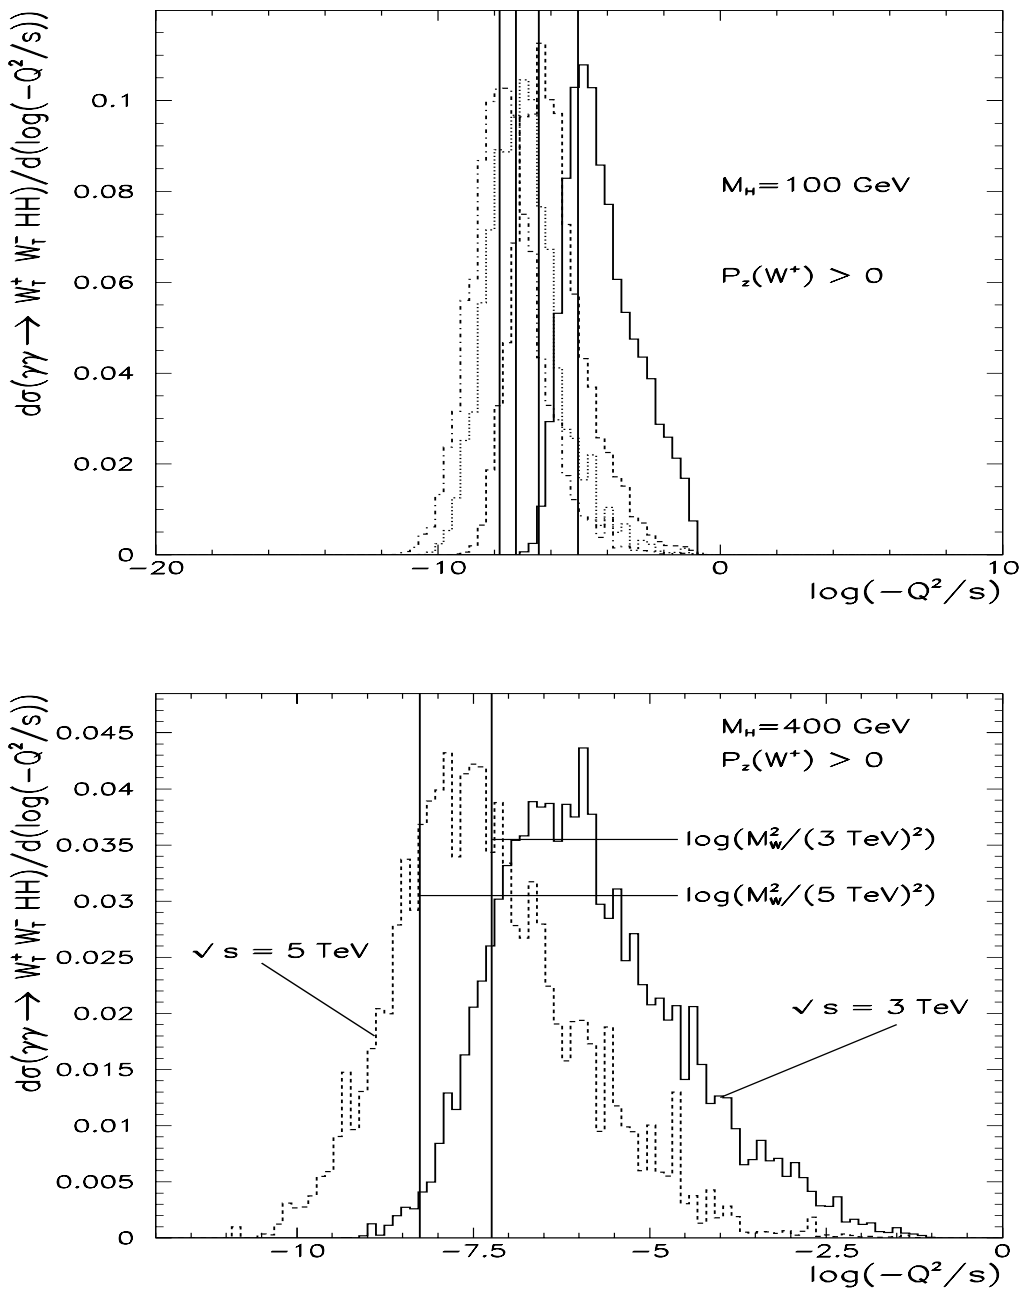 dσ(γγ → W⁺_T W⁻_T HH)/d(log(−Q²/s))
0.1
0.08
0.06
0.04
0.02
0
M_H=100 GeV
P_z(W⁺) > 0
−20
−10
0
10
log(−Q²/s)
dσ(γγ → W⁺_T W⁻_T HH)/d(log(−Q²/s))
0.045
0.04
0.035
0.03
0.025
0.02
0.015
0.01
0.005
0
M_H=400 GeV
P_z(W⁺) > 0
log(M²_W/(3 TeV)²)
log(M²_W/(5 TeV)²)
√ s = 5 TeV
√ s = 3 TeV
−10
−7.5
−5
−2.5
0
log(−Q²/s)